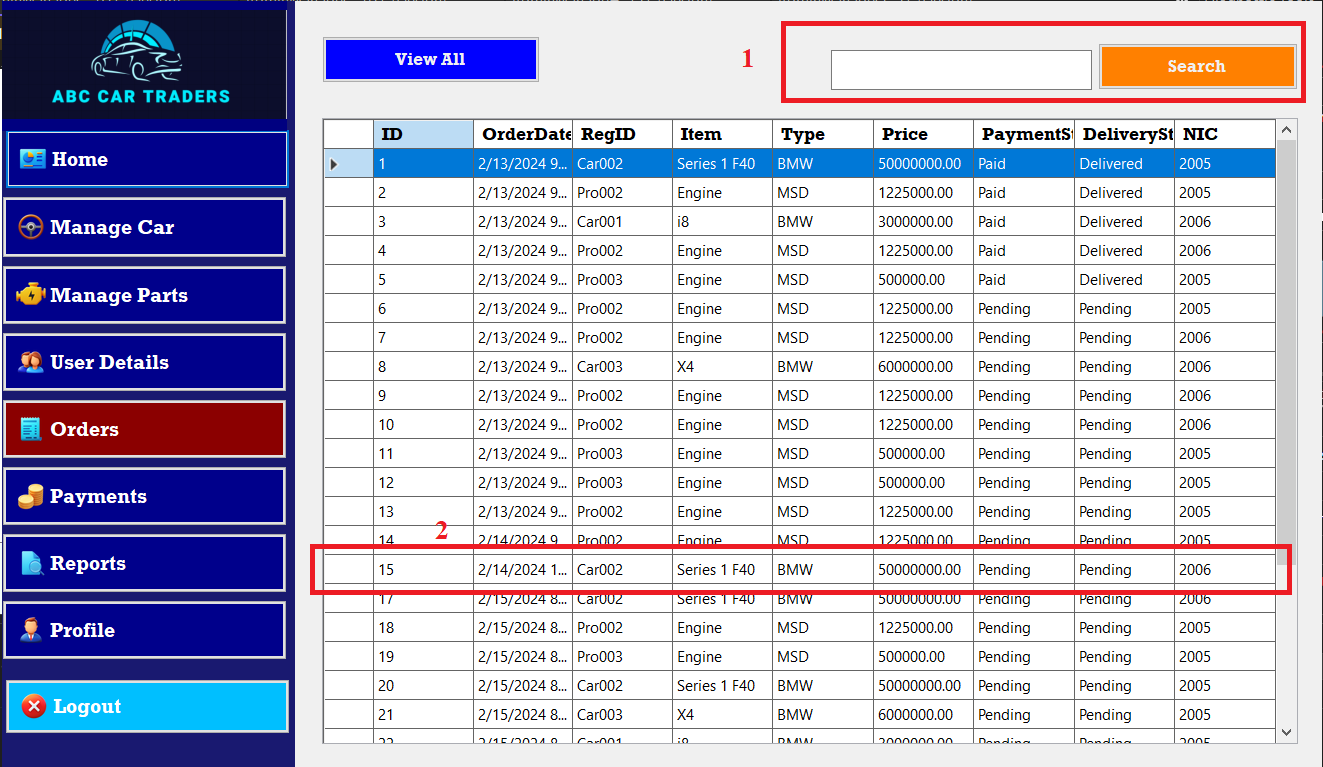 ABC CAR TRADERS
Home
Manage Car
Manage Parts
User Details
Orders
Payments
Reports
Profile
Logout
View All
1
Search
ID OrderDate RegID Item Type Price PaymentSt DeliverySt NIC
1 2/13/2024 9... Car002 Series 1 F40 BMW 50000000.00 Paid Delivered 2005
2 2/13/2024 9... Pro002 Engine MSD 1225000.00 Paid Delivered 2005
3 2/13/2024 9... Car001 i8 BMW 3000000.00 Paid Delivered 2006
4 2/13/2024 9... Pro002 Engine MSD 1225000.00 Paid Delivered 2006
5 2/13/2024 9... Pro003 Engine MSD 500000.00 Paid Delivered 2005
6 2/13/2024 9... Pro002 Engine MSD 1225000.00 Pending Pending 2006
7 2/13/2024 9... Pro002 Engine MSD 1225000.00 Pending Pending 2006
8 2/13/2024 9... Car003 X4 BMW 6000000.00 Pending Pending 2006
9 2/13/2024 9... Pro002 Engine MSD 1225000.00 Pending Pending 2006
10 2/13/2024 9... Pro002 Engine MSD 1225000.00 Pending Pending 2005
11 2/13/2024 9... Pro003 Engine MSD 500000.00 Pending Pending 2005
12 2/13/2024 9... Pro003 Engine MSD 500000.00 Pending Pending 2005
13 2/13/2024 9... Pro002 Engine MSD 1225000.00 Pending Pending 2005
2
14 2/14/2024 9... Pro002 Engine MSD 1225000.00 Pending Pending 2005
15 2/14/2024 1... Car002 Series 1 F40 BMW 50000000.00 Pending Pending 2006
17 2/15/2024 8... Car002 Series 1 F40 BMW 50000000.00 Pending Pending 2006
18 2/15/2024 8... Pro002 Engine MSD 1225000.00 Pending Pending 2005
19 2/15/2024 8... Pro003 Engine MSD 500000.00 Pending Pending 2005
20 2/15/2024 8... Car002 Series 1 F40 BMW 50000000.00 Pending Pending 2005
21 2/15/2024 8... Car003 X4 BMW 6000000.00 Pending Pending 2005
22 2/15/2024 8... Car001 i8 BMW 3000000.00 Pending Pending 2005